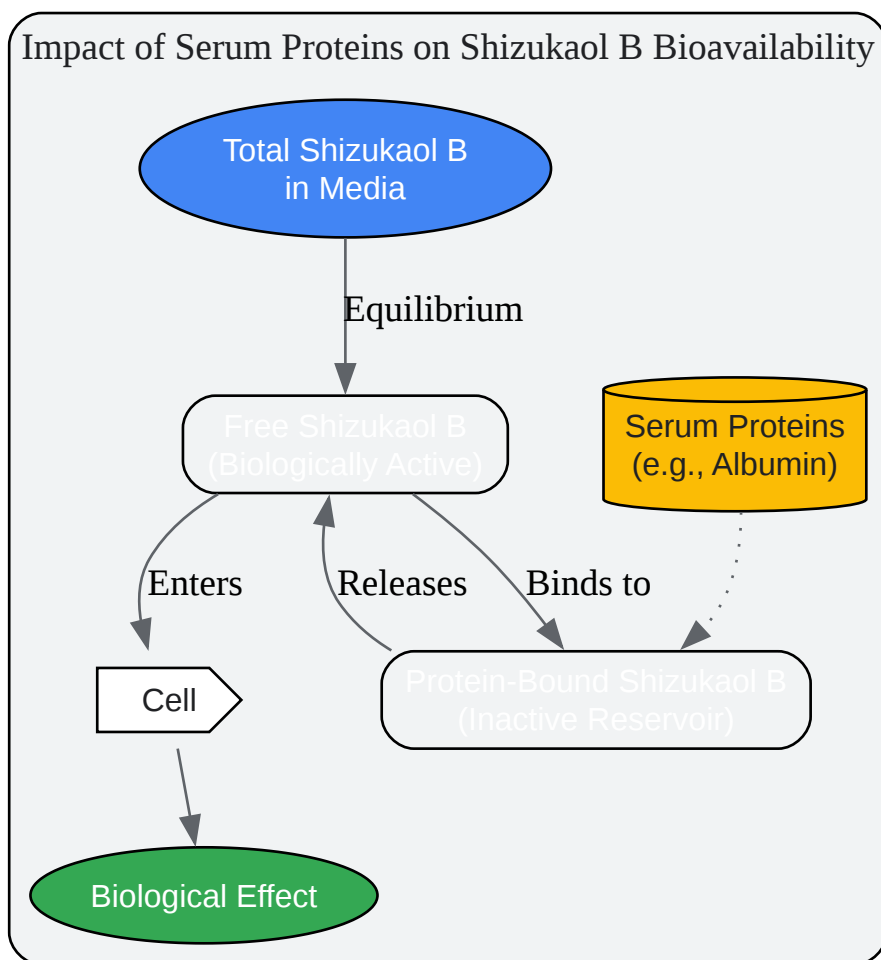 Impact of Serum Proteins on Shizukaol B Bioavailability
Total Shizukaol B
in Media
Equilibrium
Free Shizukaol B
(Biologically Active)
Serum Proteins
(e.g., Albumin)
Enters
Releases
Binds to
Protein-Bound Shizukaol B
(Inactive Reservoir)
Cell
Biological Effect